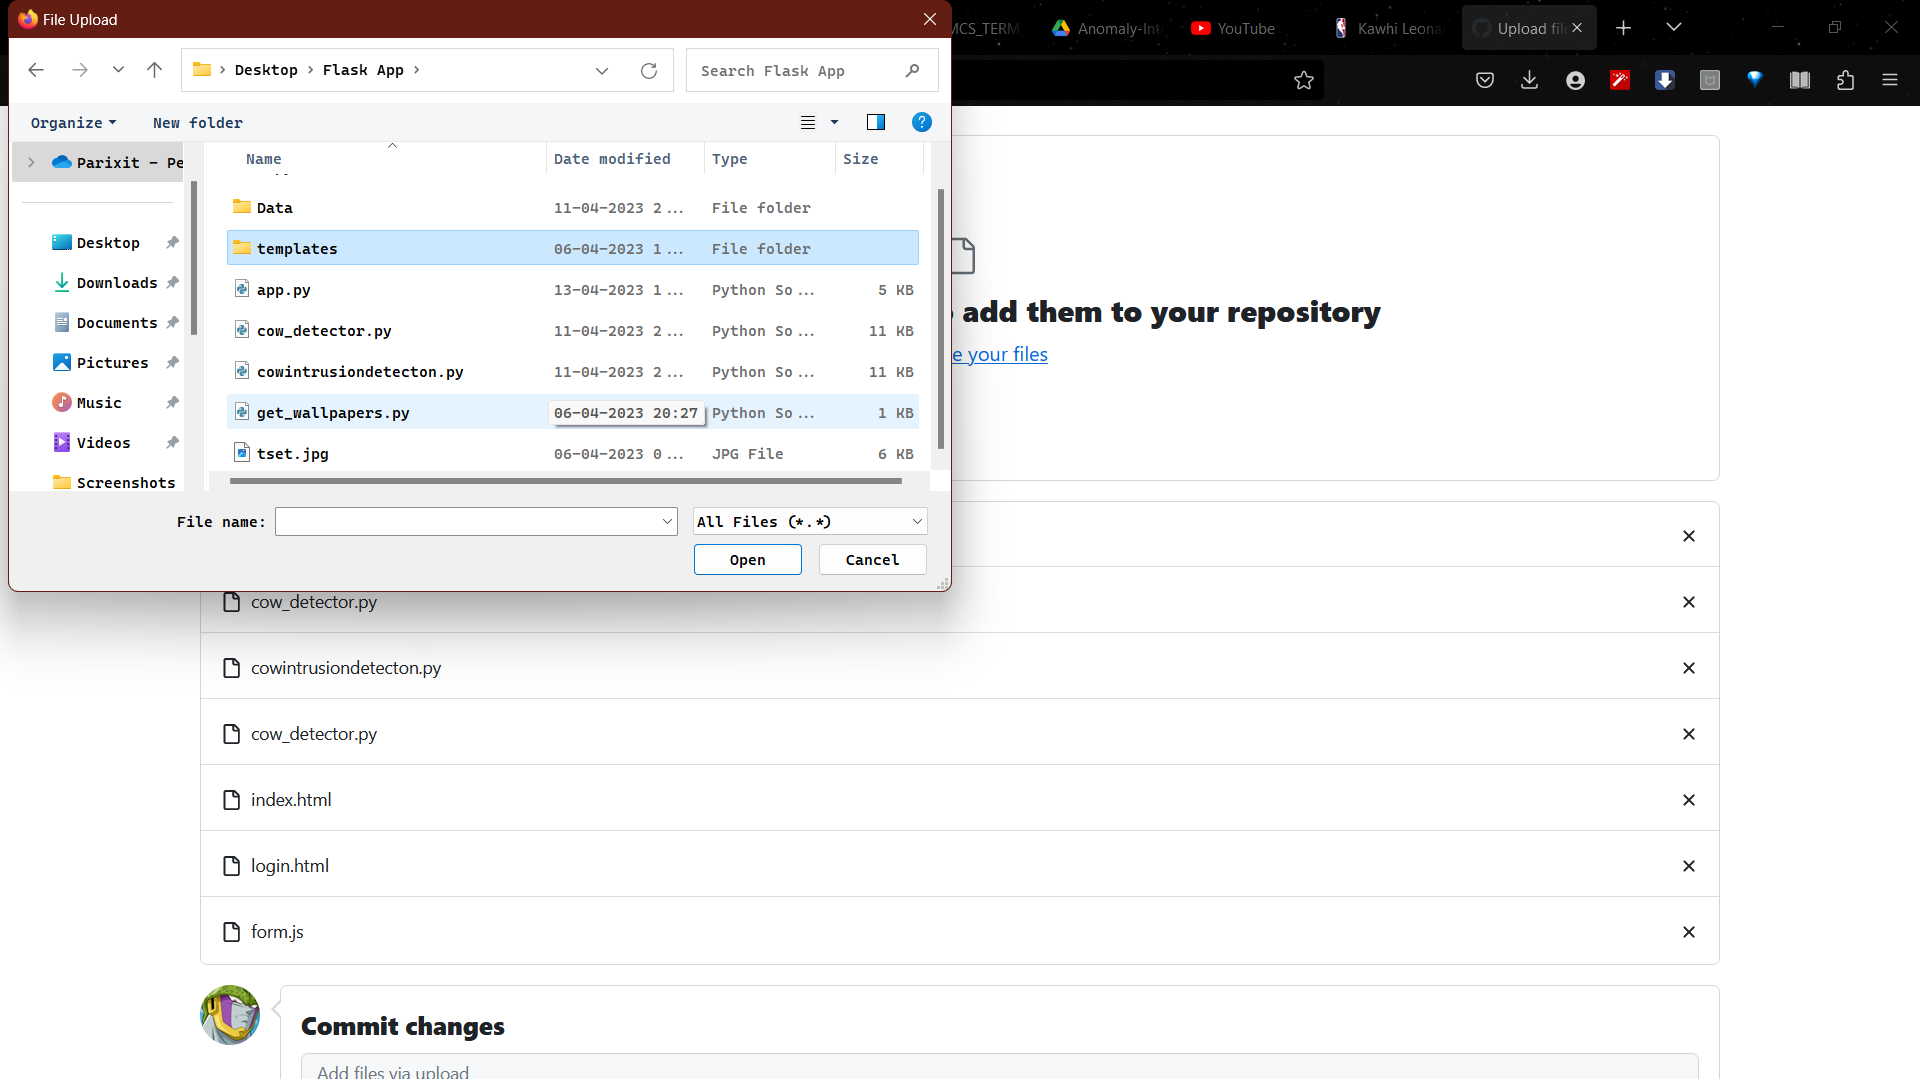 File Upload
MCS_TERM
Anomaly-Int
YouTube
Kawhi Leona
Upload file
Desktop > Flask App >
Search Flask App
Organize
New folder
Name
Date modified
Type
Size
Parixit - Pe
Desktop
Downloads
Documents
Pictures
Music
Videos
Screenshots
Data 11-04-2023 2... File folder
templates 06-04-2023 1... File folder
app.py 13-04-2023 1... Python So... 5 KB
cow_detector.py 11-04-2023 2... Python So... 11 KB
cowintrusiondetecton.py 11-04-2023 2... Python So... 11 KB
get_wallpapers.py 06-04-2023 20:27 Python So... 1 KB
tset.jpg 06-04-2023 0... JPG File 6 KB
File name:
All Files (*.*)
Open
Cancel
add them to your repository
e your files
cow_detector.py
cowintrusiondetecton.py
cow_detector.py
index.html
login.html
form.js
Commit changes
Add files via upload